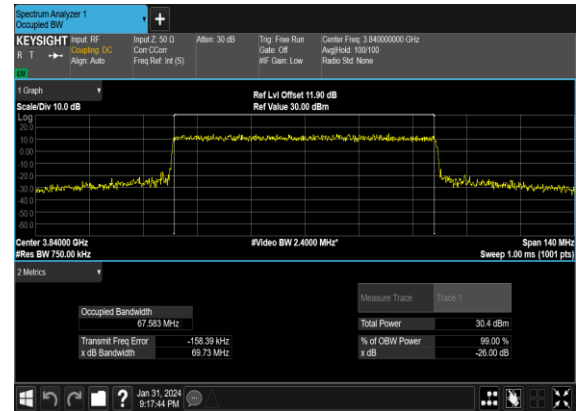 Spectrum Analyzer 1
Occupied BW
+
KEYSIGHT Input: RF Input Z: 50 Ω Atten: 30 dB Trig: Free Run Center Freq: 3.840000000 GHz
R T Coupling: DC Corr CCorr Gate: Off Avg|Hold: 100/100
Align: Auto Freq Ref: Int (S) #IF Gain: Low Radio Std: None
1 Graph
Ref Lvl Offset 11.90 dB
Scale/Div 10.0 dB Ref Value 30.00 dBm
Log
20.0
10.0
0.00
-10.0
-20.0
-30.0
-40.0
-50.0
-60.0
Center 3.84000 GHz #Video BW 2.4000 MHz* Span 140 MHz
#Res BW 750.00 kHz Sweep 1.00 ms (1001 pts)
2 Metrics
Measure Trace Trace 1
Occupied Bandwidth
67.583 MHz Total Power 30.4 dBm
Transmit Freq Error -158.39 kHz % of OBW Power 99.00 %
x dB Bandwidth 69.73 MHz x dB -26.00 dB
?
Jan 31, 2024
9:17:44 PM